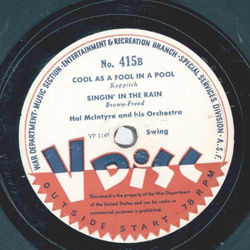 WAR DEPARTMENT · MUSIC SECTION · ENTERTAINMENT & RECREATION BRANCH · SPECIAL SERVICES DIVISION · A.S.F.
No. 415B
COOL AS A FOOL IN A POOL
Koppitch
SINGIN' IN THE RAIN
Brown-Freed
Hal McIntyre and his Orchestra
VP 1149 Swing
V DISC
This record is the property of the War Department
of the United States and use for radio or
commercial purposes is prohibited.
OUTSIDE START · 78 RPM